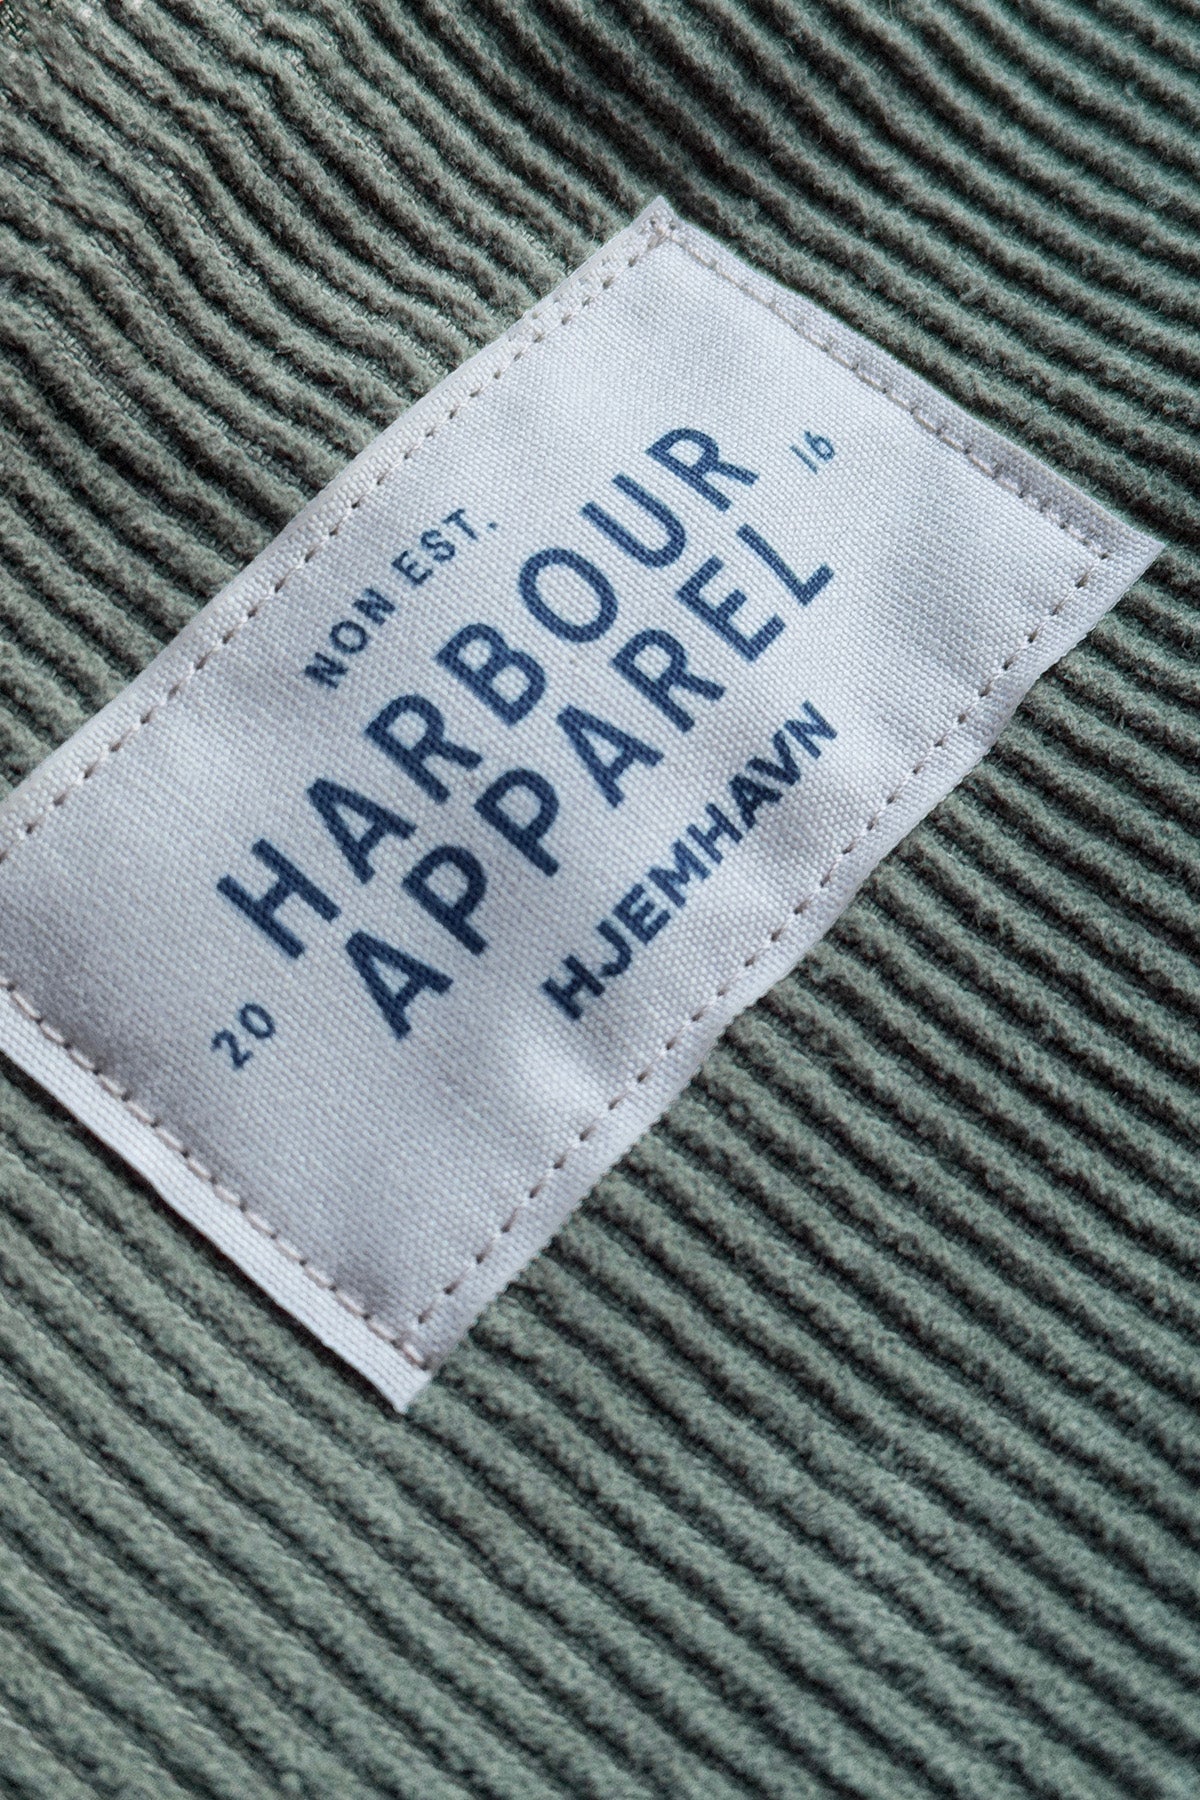 NON EST.
16
HARBOUR
APPAREL
20
HJEMHAVN